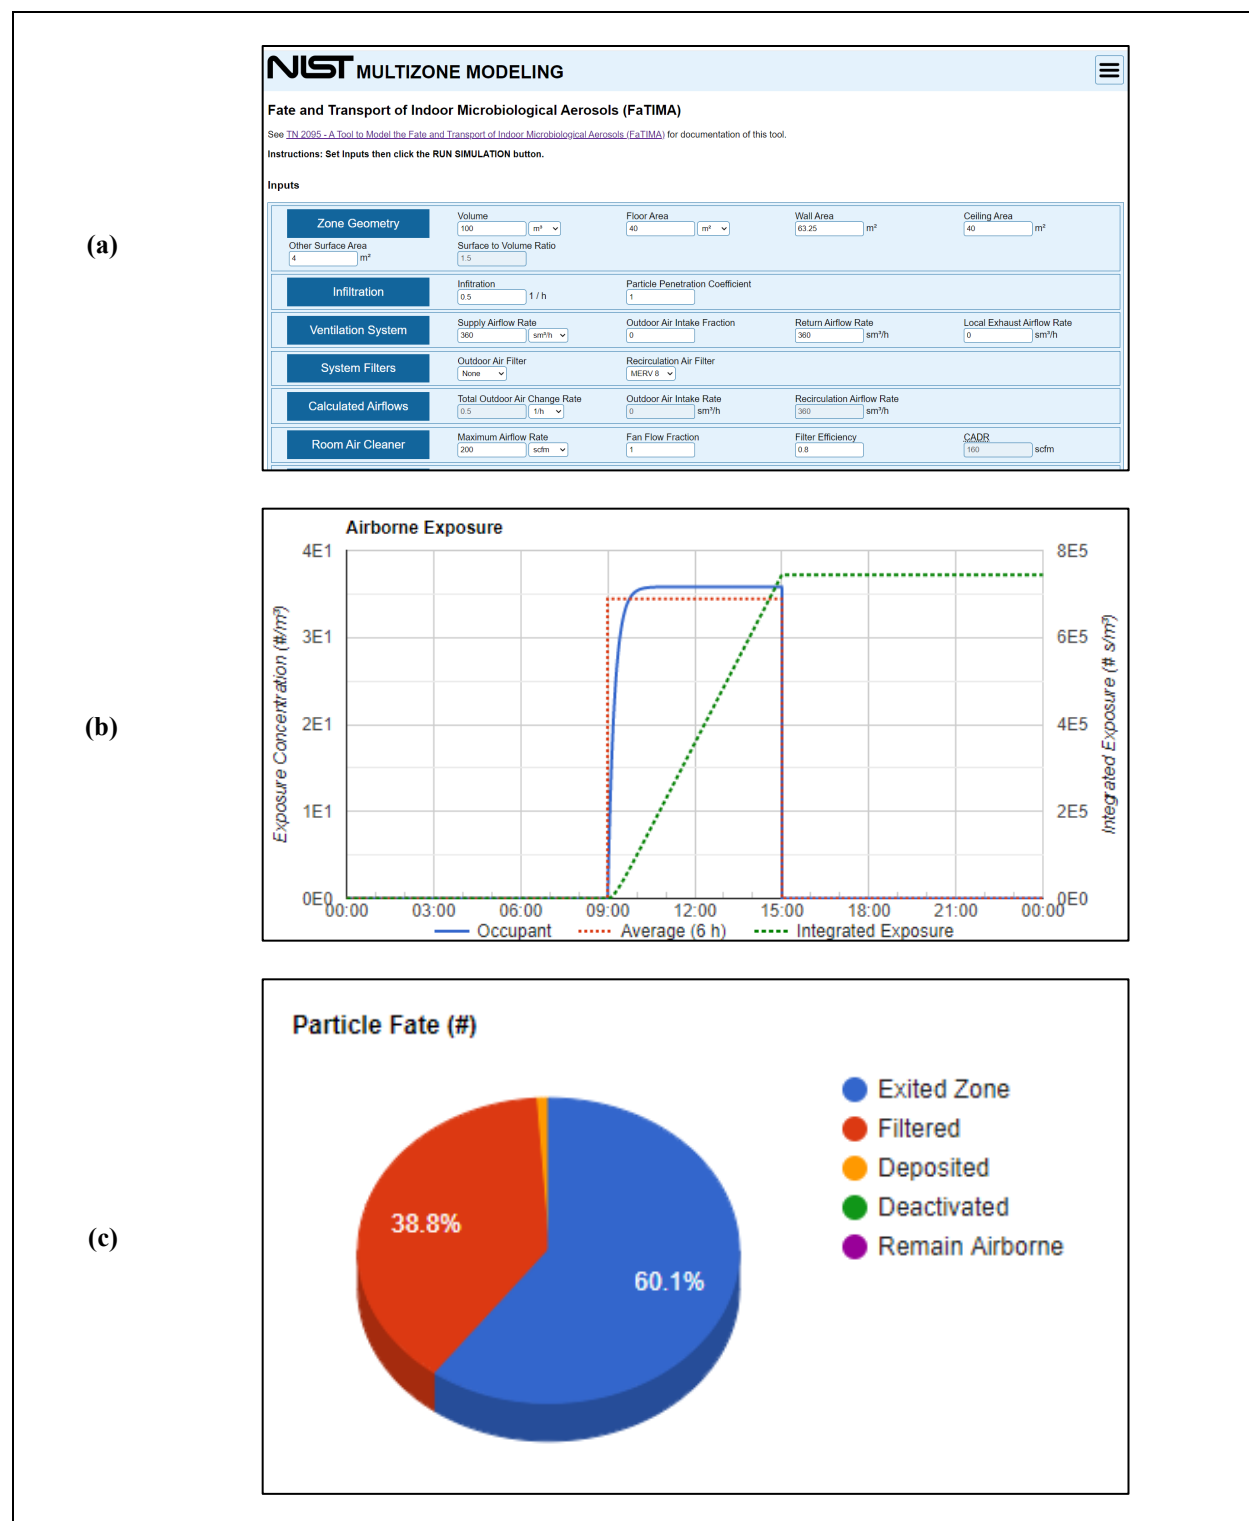 (a)
NIST MULTIZONE MODELING
Fate and Transport of Indoor Microbiological Aerosols (FaTIMA)
See TN 2095 - A Tool to Model the Fate and Transport of Indoor Microbiological Aerosols (FaTIMA) for documentation of this tool.
Instructions: Set Inputs then click the RUN SIMULATION button.
Inputs
Zone Geometry
Volume
100 m³
Floor Area
40 m²
Wall Area
63.25 m²
Ceiling Area
40 m²
Other Surface Area
4 m²
Surface to Volume Ratio
1.5
Infiltration
Infiltration
0.5 1 / h
Particle Penetration Coefficient
1
Ventilation System
Supply Airflow Rate
360 sm³/h
Outdoor Air Intake Fraction
0
Return Airflow Rate
360 sm³/h
Local Exhaust Airflow Rate
0 sm³/h
System Filters
Outdoor Air Filter
None
Recirculation Air Filter
MERV 8
Calculated Airflows
Total Outdoor Air Change Rate
0.5 1/h
Outdoor Air Intake Rate
0 sm³/h
Recirculation Airflow Rate
360 sm³/h
Room Air Cleaner
Maximum Airflow Rate
200 scfm
Fan Flow Fraction
1
Filter Efficiency
0.8
CADR
160 scfm
(b)
Airborne Exposure
Exposure Concentration (#/m³)
4E1
3E1
2E1
1E1
0E0
Integrated Exposure (# s/m³)
8E5
6E5
4E5
2E5
0E0
00:00 03:00 06:00 09:00 12:00 15:00 18:00 21:00 00:00
Occupant Average (6 h) Integrated Exposure
(c)
Particle Fate (#)
38.8%
60.1%
Exited Zone
Filtered
Deposited
Deactivated
Remain Airborne